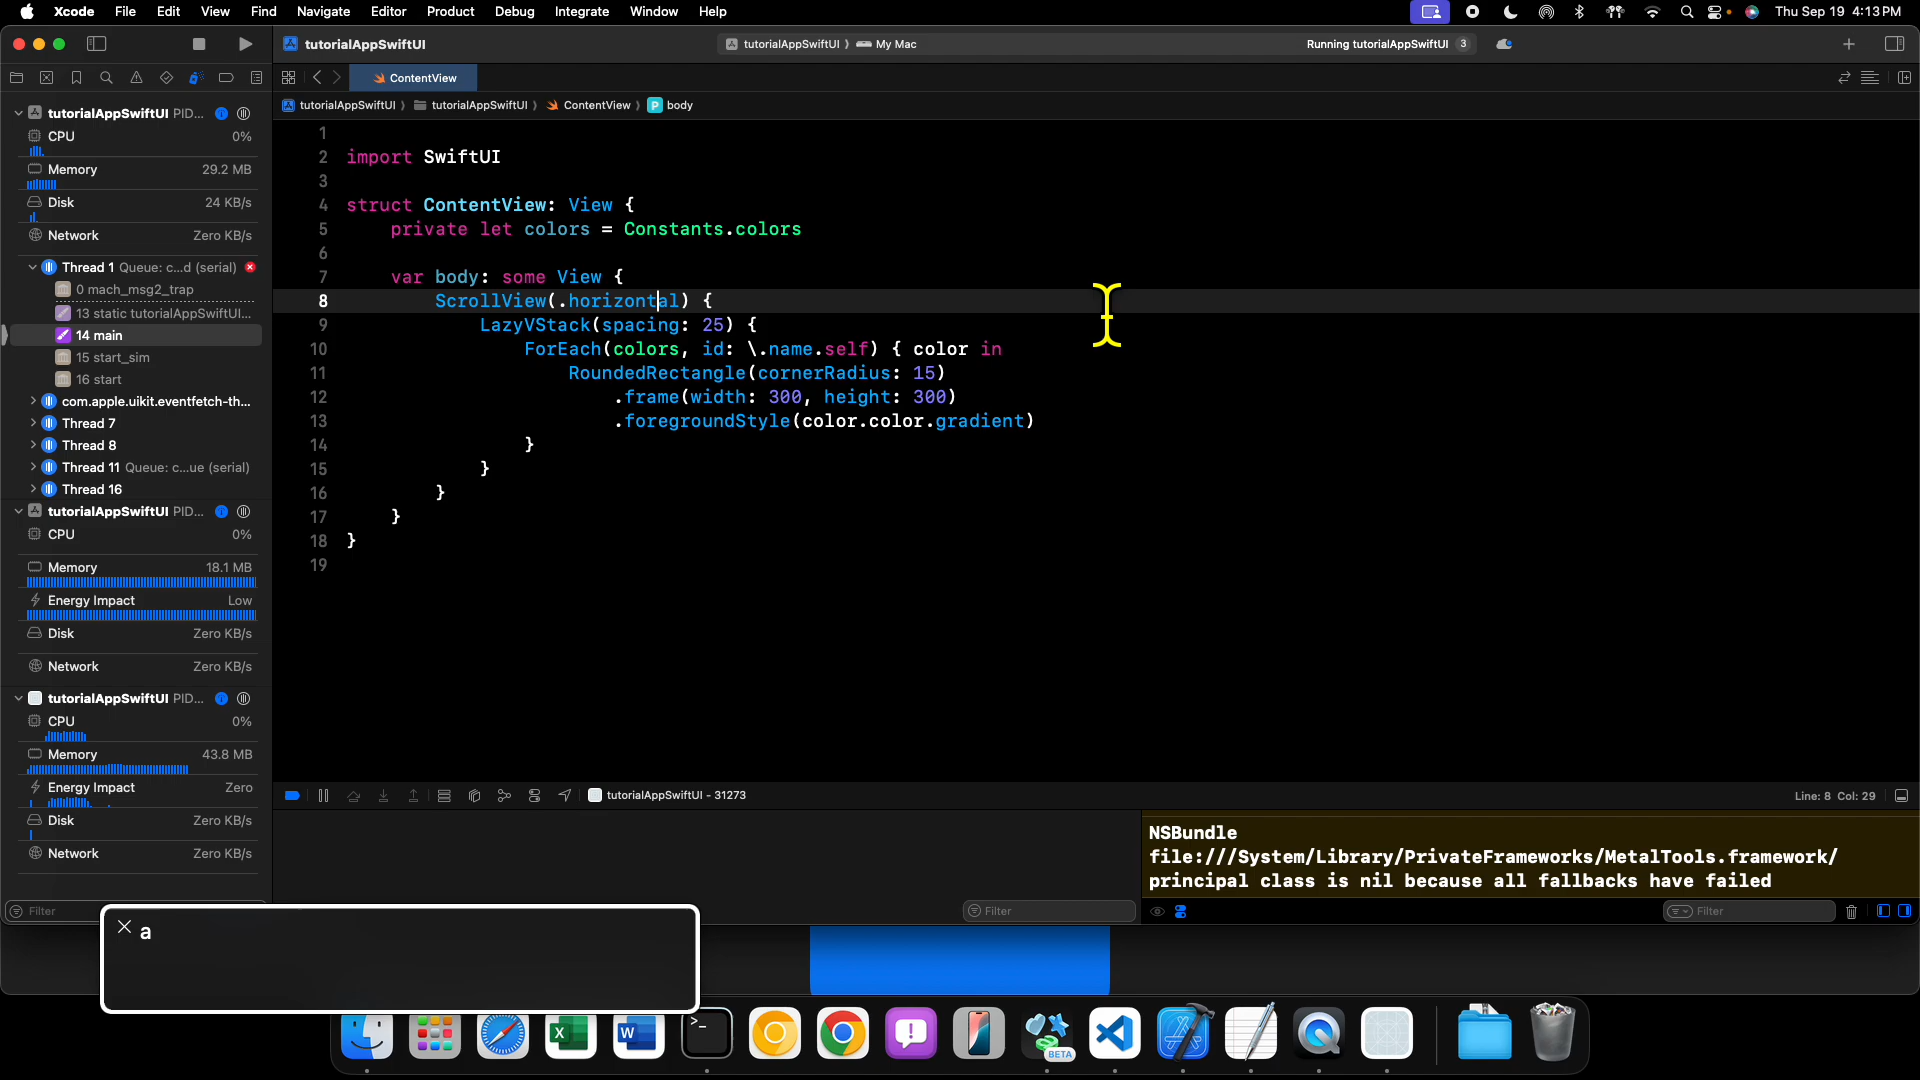 Xcode File Edit View Find Navigate Editor Product Debug Integrate Window Help Thu Sep 19 4:13 PM
tutorialAppSwiftUI tutorialAppSwiftUI ⟩ My Mac Running tutorialAppSwiftUI 3
ContentView
tutorialAppSwiftUI ⟩ tutorialAppSwiftUI ⟩ ContentView ⟩ P body
tutorialAppSwiftUI PID...
CPU 0%
Memory 29.2 MB
Disk 24 KB/s
Network Zero KB/s
Thread 1 Queue: c...d (serial)
0 mach_msg2_trap
13 static tutorialAppSwiftUI...
14 main
15 start_sim
16 start
com.apple.uikit.eventfetch-th...
Thread 7
Thread 8
Thread 11 Queue: c...ue (serial)
Thread 16
tutorialAppSwiftUI PID...
CPU 0%
Memory 18.1 MB
Energy Impact Low
Disk Zero KB/s
Network Zero KB/s
tutorialAppSwiftUI PID...
CPU 0%
Memory 43.8 MB
Energy Impact Zero
Disk Zero KB/s
Network Zero KB/s
Filter
1
2 import SwiftUI
3
4 struct ContentView: View {
5 private let colors = Constants.colors
6
7 var body: some View {
8 ScrollView(.horizontal) {
9 LazyVStack(spacing: 25) {
10 ForEach(colors, id: \.name.self) { color in
11 RoundedRectangle(cornerRadius: 15)
12 .frame(width: 300, height: 300)
13 .foregroundStyle(color.color.gradient)
14 }
15 }
16 }
17 }
18 }
19
tutorialAppSwiftUI - 31273 Line: 8 Col: 29
NSBundle
file:///System/Library/PrivateFrameworks/MetalTools.framework/
principal class is nil because all fallbacks have failed
Filter Filter
a
BETA